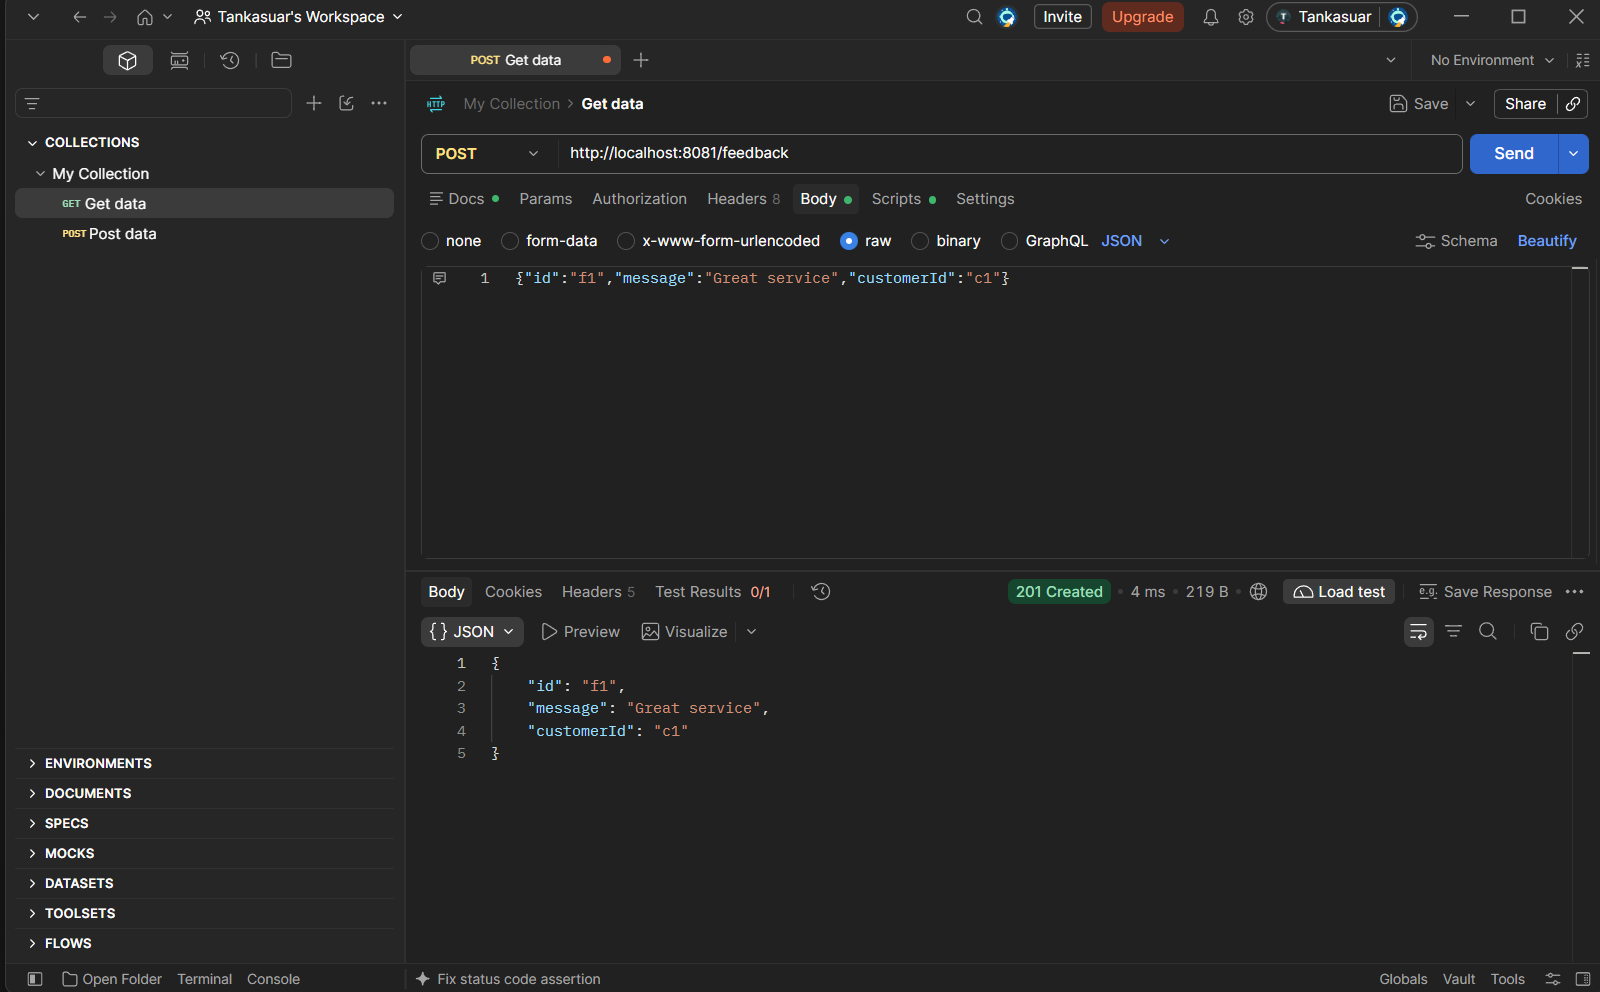 Tankasuar's Workspace
Invite
Upgrade
Tankasuar
POST Get data
No Environment
COLLECTIONS
My Collection
GET Get data
POST Post data
ENVIRONMENTS
DOCUMENTS
SPECS
MOCKS
DATASETS
TOOLSETS
FLOWS
HTTP My Collection > Get data
Save
Share
POST http://localhost:8081/feedback
Send
Docs Params Authorization Headers 8 Body Scripts Settings Cookies
none form-data x-www-form-urlencoded raw binary GraphQL JSON Schema Beautify
1 {"id":"f1","message":"Great service","customerId":"c1"}
Body Cookies Headers 5 Test Results 0/1 201 Created • 4 ms • 219 B • Load test e.g. Save Response
{} JSON Preview Visualize
1 {
2 "id": "f1",
3 "message": "Great service",
4 "customerId": "c1"
5 }
Open Folder Terminal Console Fix status code assertion Globals Vault Tools